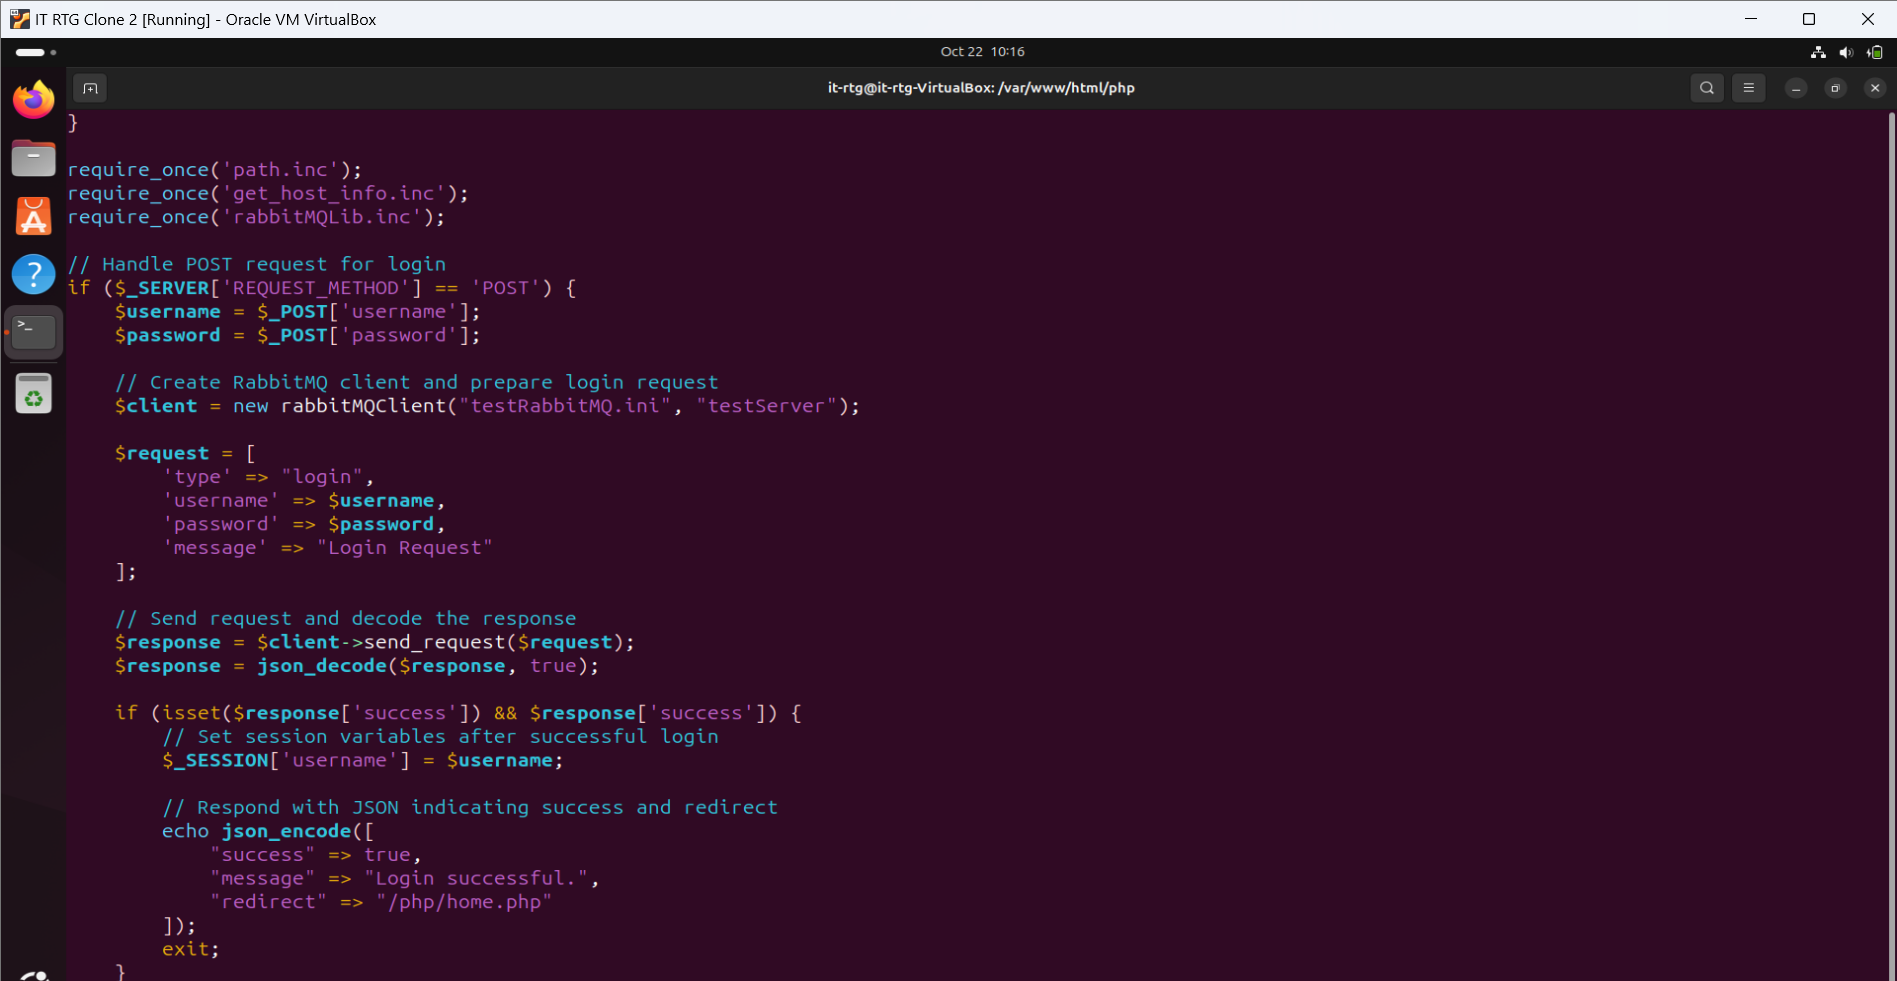 IT RTG Clone 2 [Running] - Oracle VM VirtualBox
Oct 22 10:16
it-rtg@it-rtg-VirtualBox: /var/www/html/php
}
require_once('path.inc');
require_once('get_host_info.inc');
require_once('rabbitMQLib.inc');
// Handle POST request for login
if ($_SERVER['REQUEST_METHOD'] == 'POST') {
    $username = $_POST['username'];
    $password = $_POST['password'];
    // Create RabbitMQ client and prepare login request
    $client = new rabbitMQClient("testRabbitMQ.ini", "testServer");
    $request = [
        'type' => "login",
        'username' => $username,
        'password' => $password,
        'message' => "Login Request"
    ];
    // Send request and decode the response
    $response = $client->send_request($request);
    $response = json_decode($response, true);
    if (isset($response['success']) && $response['success']) {
        // Set session variables after successful login
        $_SESSION['username'] = $username;
        // Respond with JSON indicating success and redirect
        echo json_encode([
            "success" => true,
            "message" => "Login successful.",
            "redirect" => "/php/home.php"
        ]);
        exit;
    }